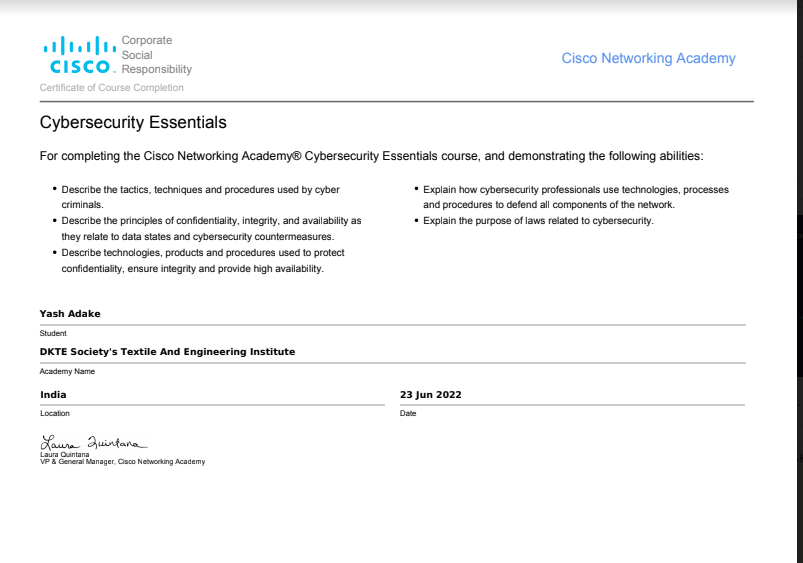 Corporate
Social
Responsibility
CISCO.
Cisco Networking Academy
Certificate of Course Completion
Cybersecurity Essentials
For completing the Cisco Networking Academy® Cybersecurity Essentials course, and demonstrating the following abilities:
• Describe the tactics, techniques and procedures used by cyber
criminals.
• Describe the principles of confidentiality, integrity, and availability as
they relate to data states and cybersecurity countermeasures.
• Describe technologies, products and procedures used to protect
confidentiality, ensure integrity and provide high availability.
• Explain how cybersecurity professionals use technologies, processes
and procedures to defend all components of the network.
• Explain the purpose of laws related to cybersecurity.
Yash Adake
Student
DKTE Society's Textile And Engineering Institute
Academy Name
India
Location
23 Jun 2022
Date
Laura Quintana
Laura Quintana
VP & General Manager, Cisco Networking Academy